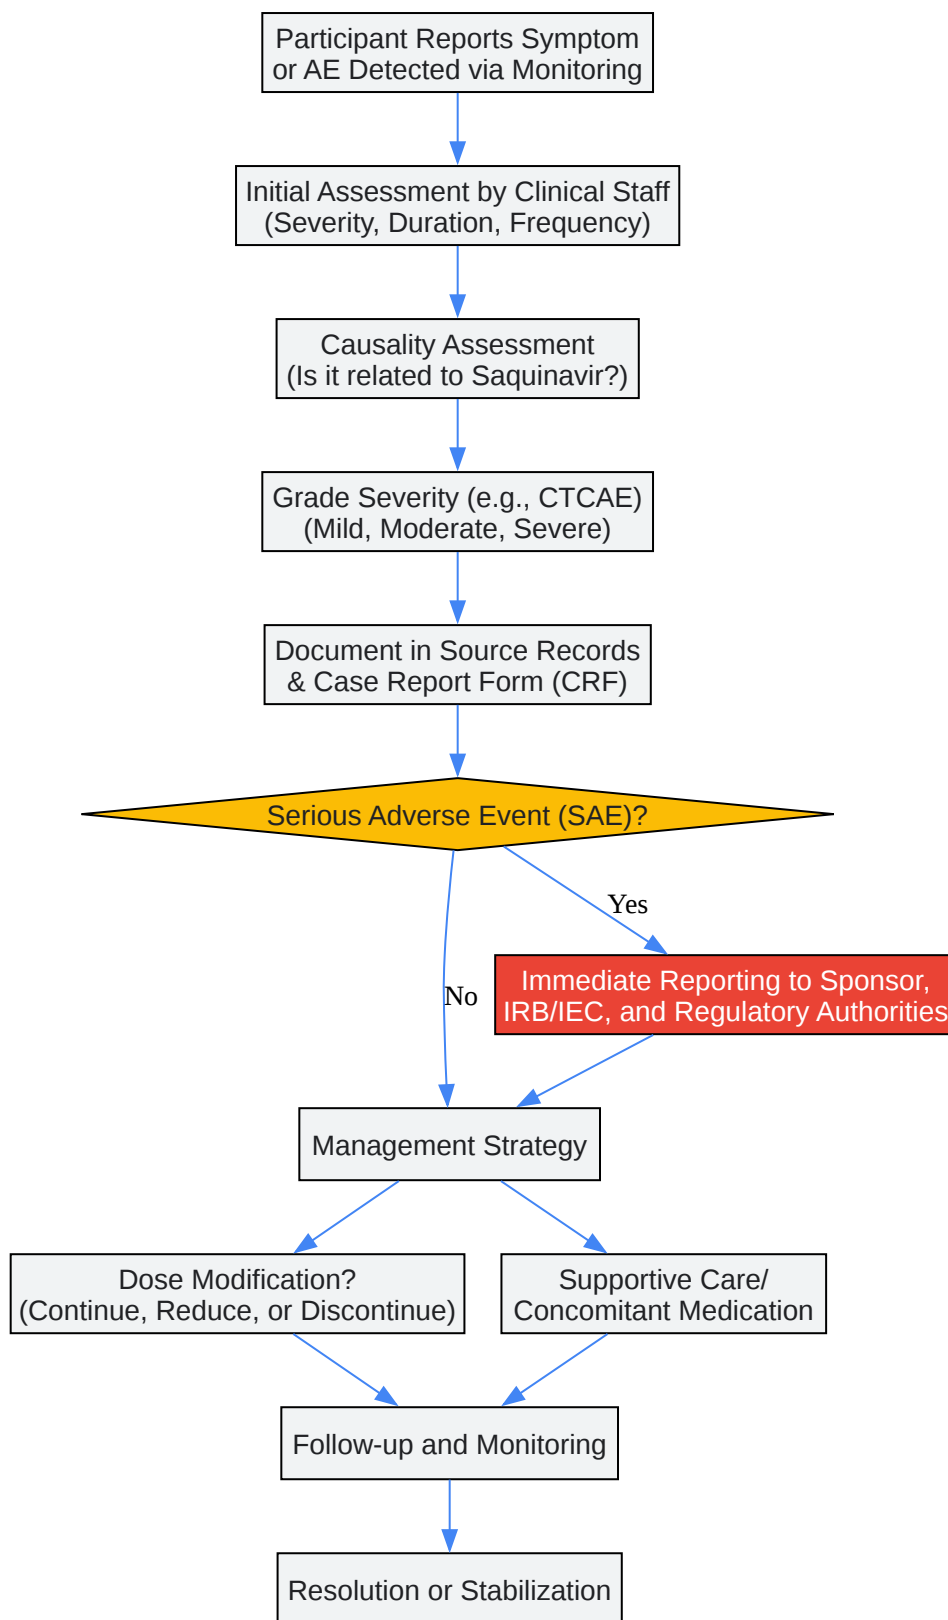 Participant Reports Symptom
or AE Detected via Monitoring
Initial Assessment by Clinical Staff
(Severity, Duration, Frequency)
Causality Assessment
(Is it related to Saquinavir?)
Grade Severity (e.g., CTCAE)
(Mild, Moderate, Severe)
Document in Source Records
& Case Report Form (CRF)
Serious Adverse Event (SAE)?
Yes
Immediate Reporting to Sponsor,
IRB/IEC, and Regulatory Authorities
No
Management Strategy
Dose Modification?
(Continue, Reduce, or Discontinue)
Supportive Care/
Concomitant Medication
Follow-up and Monitoring
Resolution or Stabilization